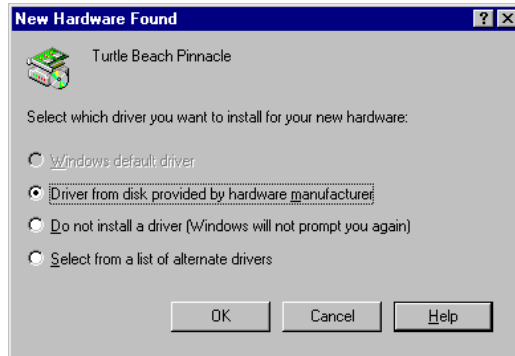 New Hardware Found
Turtle Beach Pinnacle
Select which driver you want to install for your new hardware:
Windows default driver
Driver from disk provided by hardware manufacturer
Do not install a driver (Windows will not prompt you again)
Select from a list of alternate drivers
OK Cancel Help